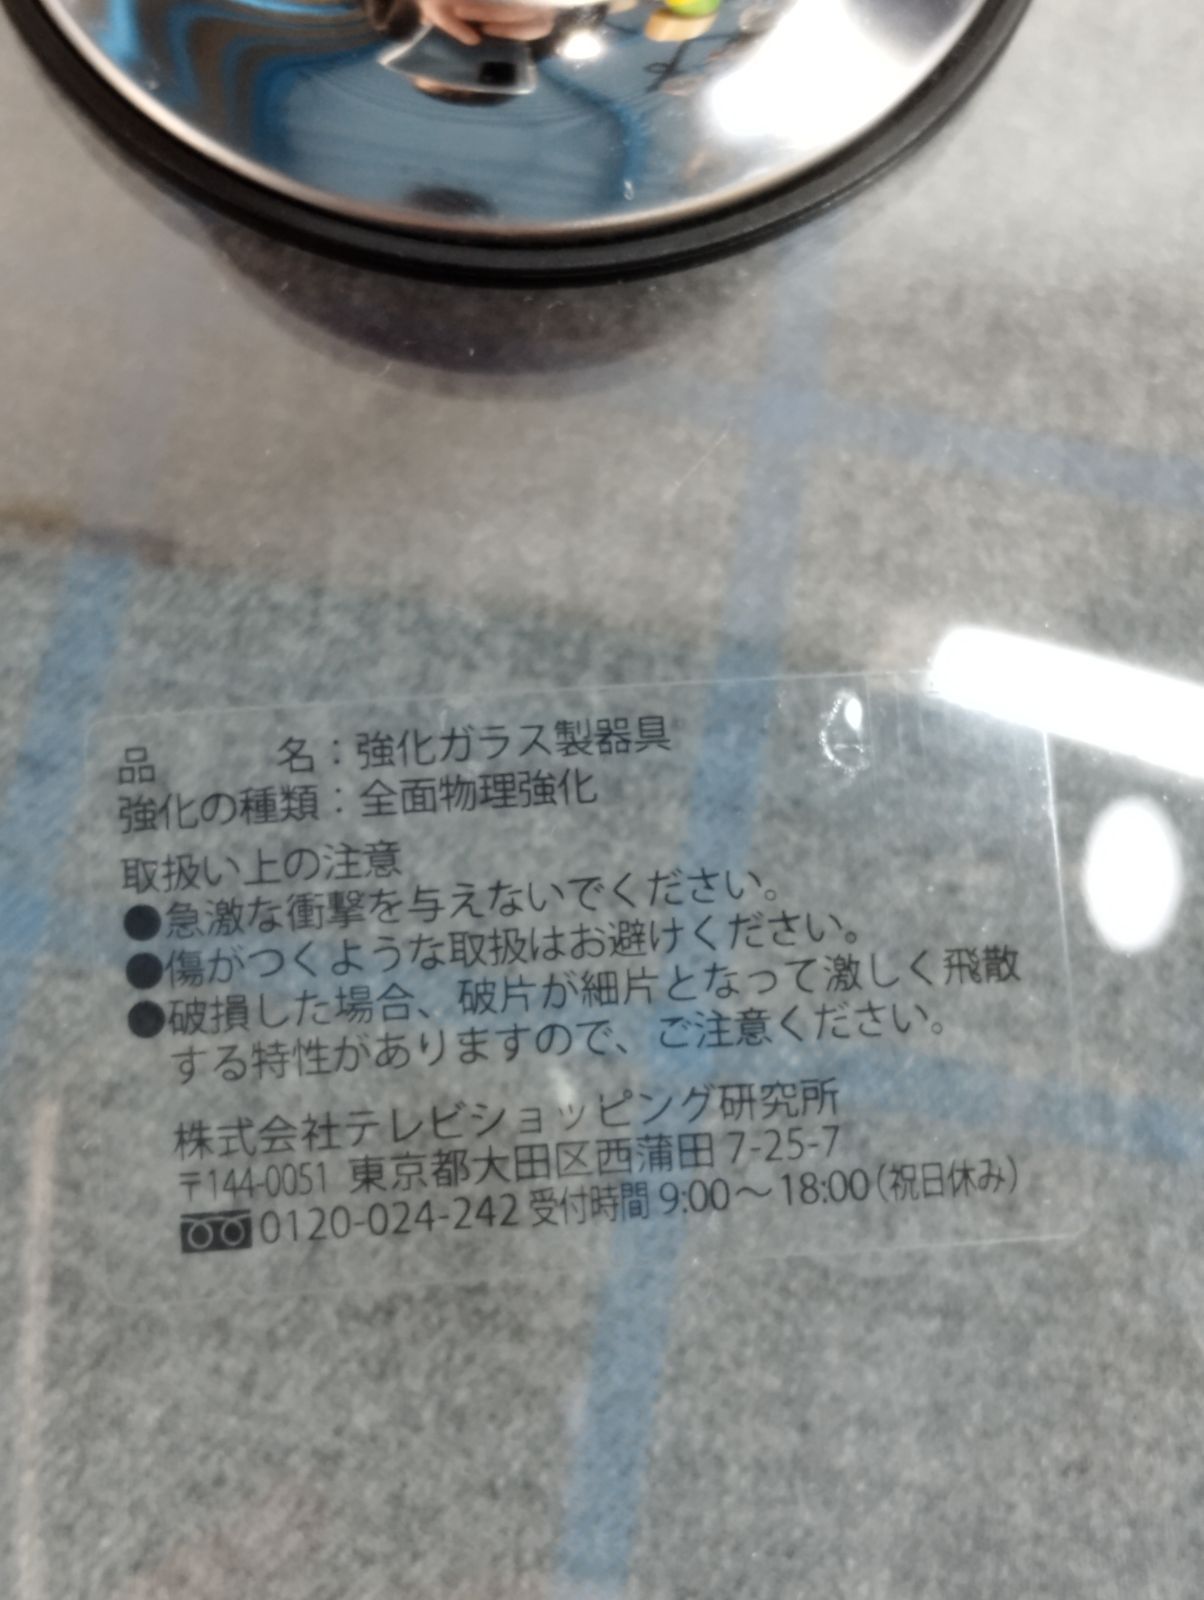 品　　　名：強化ガラス製器具
強化の種類：全面物理強化
取扱い上の注意
●急激な衝撃を与えないでください。
●傷がつくような取扱はお避けください。
●破損した場合、破片が細片となって激しく飛散
する特性がありますので、ご注意ください。
株式会社テレビショッピング研究所
〒144-0051 東京都大田区西蒲田 7-25-7
0120-024-242 受付時間 9:00～18:00（祝日休み）